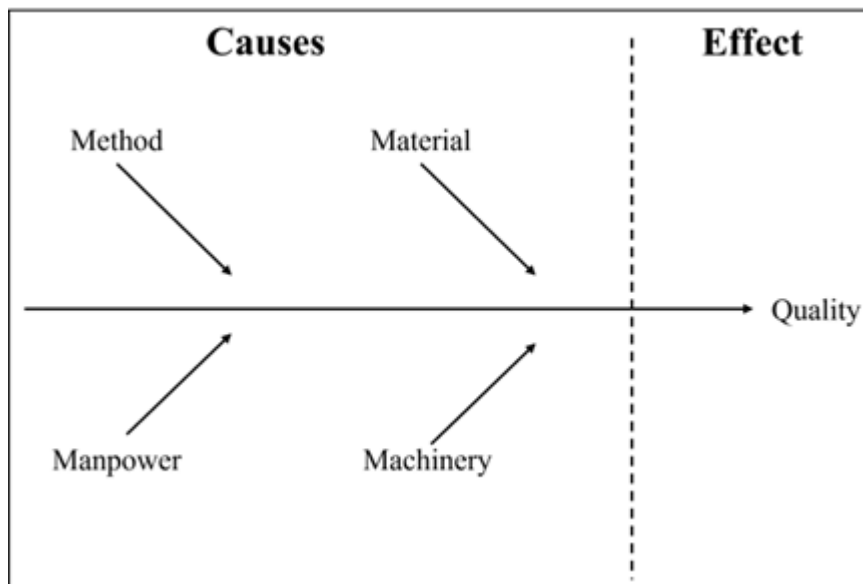 Causes
Effect
Method
Material
Quality
Manpower
Machinery